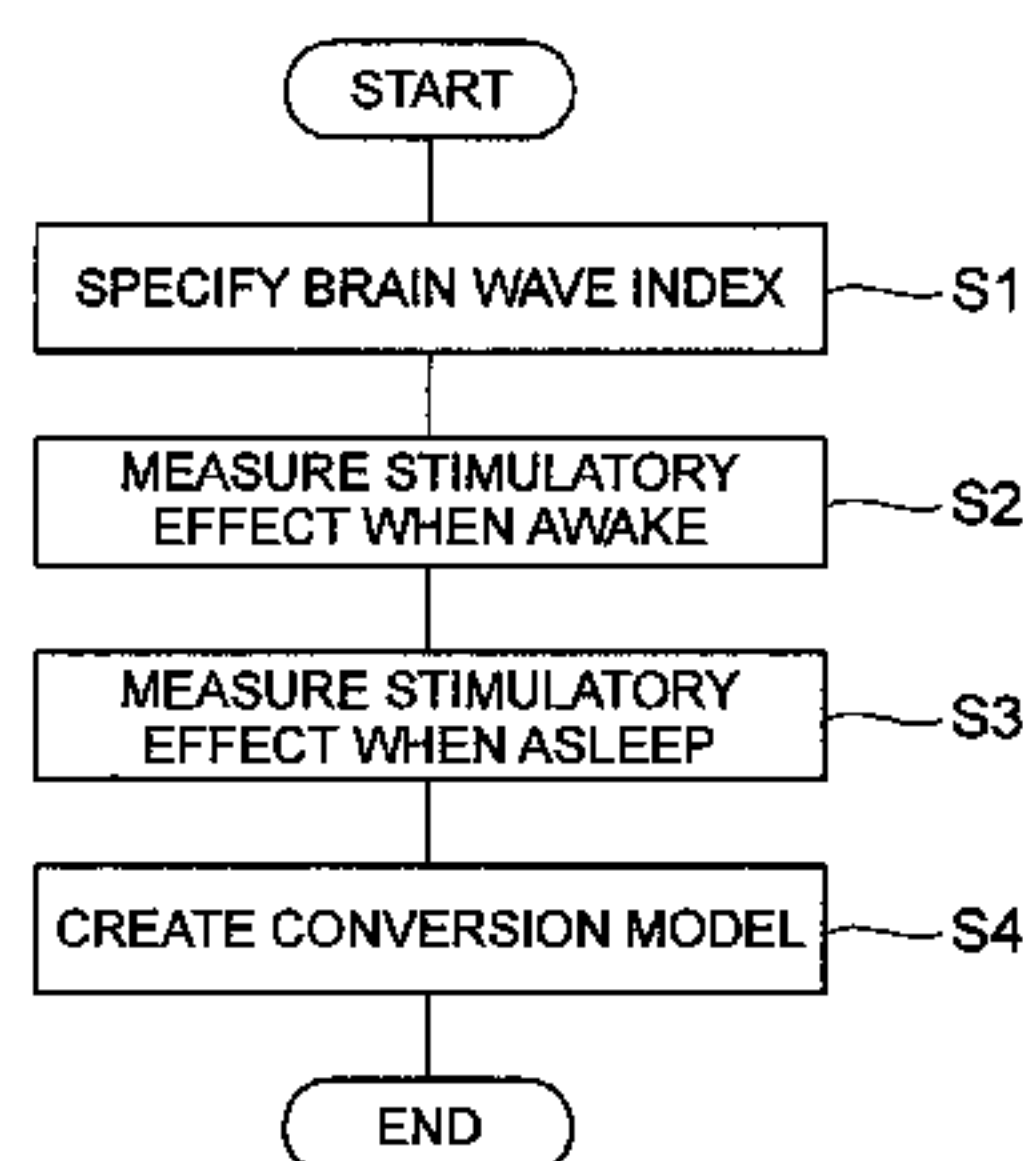 START
SPECIFY BRAIN WAVE INDEX
S1
MEASURE STIMULATORY
EFFECT WHEN AWAKE
S2
MEASURE STIMULATORY
EFFECT WHEN ASLEEP
S3
CREATE CONVERSION MODEL
S4
END